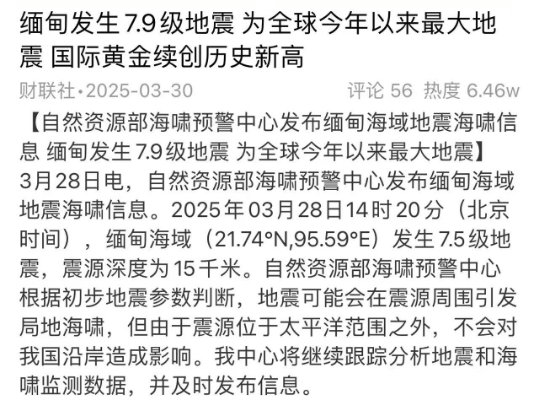 缅甸发生7.9级地震 为全球今年以来最大地
震 国际黄金续创历史新高
财联社·2025-03-30 评论 56 热度 6.46w
【自然资源部海啸预警中心发布缅甸海域地震海啸信
息 缅甸发生7.9级地震 为全球今年以来最大地震】
3月28日电，自然资源部海啸预警中心发布缅甸海域
地震海啸信息。2025年03月28日14时20分（北京
时间），缅甸海域（21.74°N,95.59°E）发生7.5级地
震，震源深度为15千米。自然资源部海啸预警中心
根据初步地震参数判断，地震可能会在震源周围引发
局地海啸，但由于震源位于太平洋范围之外，不会对
我国沿岸造成影响。我中心将继续跟踪分析地震和海
啸监测数据，并及时发布信息。